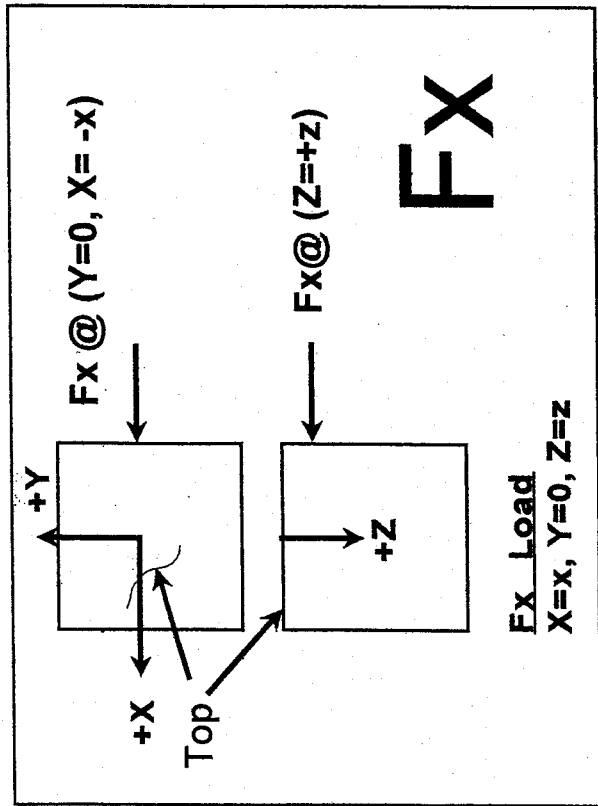 +Y
Fx @ (Y=0, X= -x)
+X
Top
Fx@ (Z=+z)
+Z
Fx Load
X=x, Y=0, Z=z
Fx